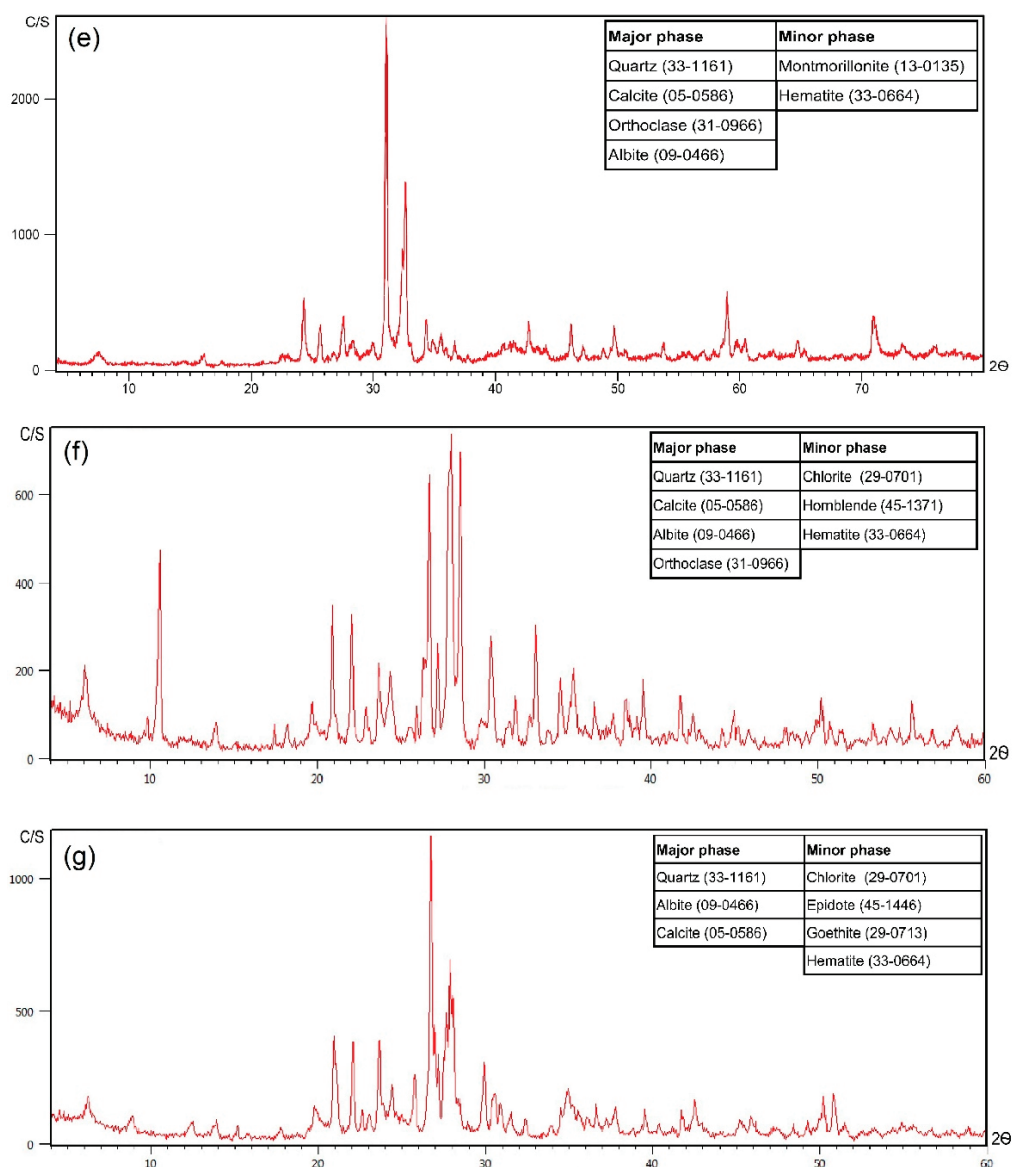 C/S
(e)
Major phase Minor phase
Quartz (33-1161) Montmorillonite (13-0135)
Calcite (05-0586) Hematite (33-0664)
Orthoclase (31-0966)
Albite (09-0466)
2000
1000
0
10 20 30 40 50 60 70
2Θ
C/S
(f)
Major phase Minor phase
Quartz (33-1161) Chlorite (29-0701)
Calcite (05-0586) Hornblende (45-1371)
Albite (09-0466) Hematite (33-0664)
Orthoclase (31-0966)
600
400
200
0
10 20 30 40 50 60
2Θ
C/S
(g)
Major phase Minor phase
Quartz (33-1161) Chlorite (29-0701)
Albite (09-0466) Epidote (45-1446)
Calcite (05-0586) Goethite (29-0713)
Hematite (33-0664)
1000
500
0
10 20 30 40 50 60
2Θ